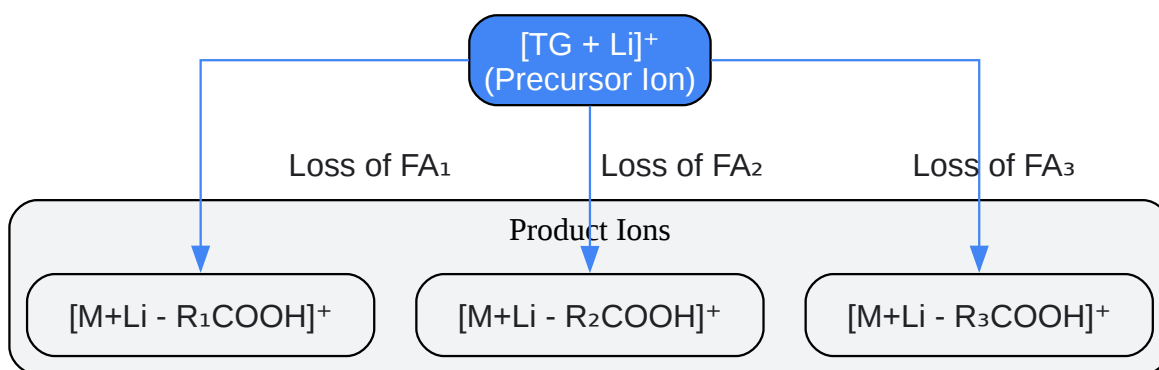 [TG + Li]⁺
(Precursor Ion)
Loss of FA₁
Loss of FA₂
Loss of FA₃
Product Ions
[M+Li - R₁COOH]⁺
[M+Li - R₂COOH]⁺
[M+Li - R₃COOH]⁺